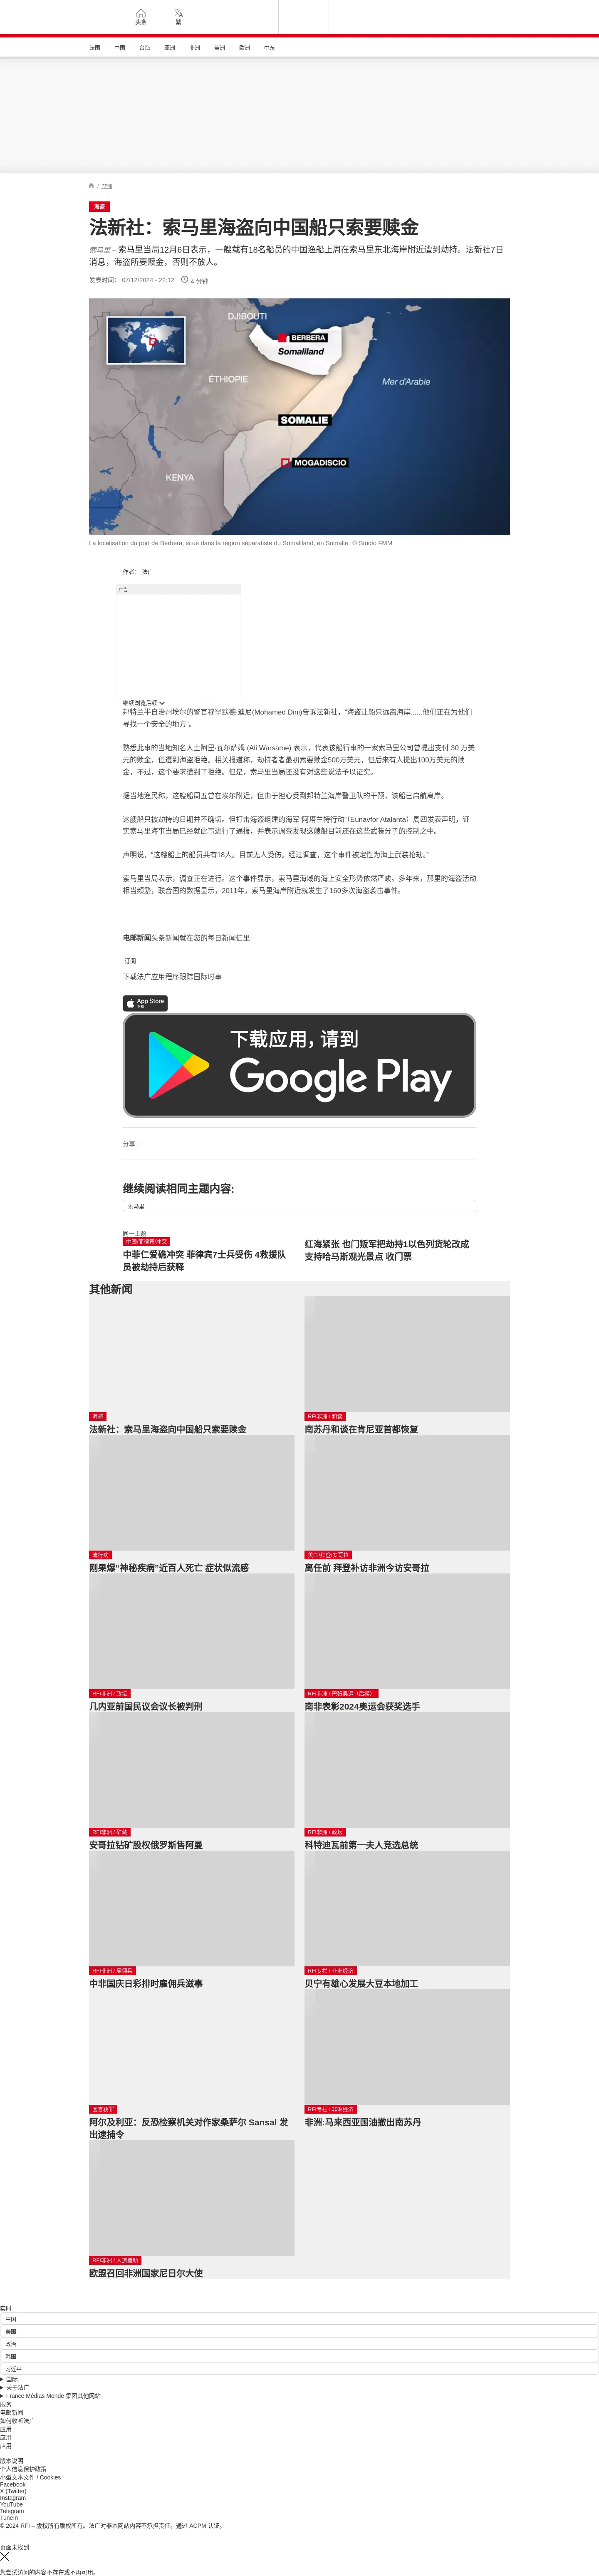 头条
繁
法国
中国
台海
亚洲
非洲
美洲
欧洲
中东
/ 非洲
海盗
法新社：索马里海盗向中国船只索要赎金
索马里 – 索马里当局12月6日表示，一艘载有18名船员的中国渔船上周在索马里东北海岸附近遭到劫持。法新社7日
消息，海盗所要赎金，否则不放人。
发表时间： 07/12/2024 - 22:12
4 分钟
DJIBOUTI
BERBERA
Somaliland
ÉTHIOPIE
Mer d'Arabie
SOMALIE
MOGADISCIO
KENYA
La localisation du port de Berbera, situé dans la région séparatiste du Somaliland, en Somalie. © Studio FMM
作者： 法广
广告
继续浏览后续
邦特兰半自治州埃尔的警官穆罕默德·迪尼(Mohamed Dini)告诉法新社，“海盗让船只远离海岸......他们正在为他们
寻找一个安全的地方”。
熟悉此事的当地知名人士阿里·瓦尔萨姆 (Ali Warsame) 表示，代表该船行事的一家索马里公司曾提出支付 30 万美
元的赎金，但遭到海盗拒绝。相关报道称，劫持者者最初索要赎金500万美元，但后来有人提出100万美元的赎
金，不过，这个要求遭到了拒绝。但是，索马里当局还没有对这些说法予以证实。
据当地渔民称，这艘船周五曾在埃尔附近，但由于担心受到邦特兰海岸警卫队的干预，该船已启航离岸。
这艘船只被劫持的日期并不确切。但打击海盗组建的海军“阿塔兰特行动”（Eunavfor Atalanta）周四发表声明，证
实索马里海事当局已经就此事进行了通报，并表示调查发现这艘船目前还在这些武装分子的控制之中。
声明说，“这艘船上的船员共有18人。目前无人受伤。经过调查，这个事件被定性为海上武装抢劫。”
索马里当局表示，调查正在进行。这个事件显示，索马里海域的海上安全形势依然严峻。多年来，那里的海盗活动
相当频繁，联合国的数据显示，2011年，索马里海岸附近就发生了160多次海盗袭击事件。
电邮新闻头条新闻就在您的每日新闻信里
订阅
下载法广应用程序跟踪国际时事
App Store
下载
下载应用，请到
Google Play
分享 :
继续阅读相同主题内容:
索马里
同一主题
中国/菲律宾/冲突
中菲仁爱礁冲突 菲律宾7士兵受伤 4救援队
员被劫持后获释
红海紧张 也门叛军把劫持1以色列货轮改成
支持哈马斯观光景点 收门票
其他新闻
海盗
法新社：索马里海盗向中国船只索要赎金
RFI非洲 / 和谈
南苏丹和谈在肯尼亚首都恢复
流行病
刚果爆“神秘疾病”近百人死亡 症状似流感
美国/拜登/安哥拉
离任前 拜登补访非洲今访安哥拉
RFI非洲 / 政坛
几内亚前国民议会议长被判刑
RFI非洲 / 巴黎奥运（后续）
南非表彰2024奥运会获奖选手
RFI非洲 / 矿藏
安哥拉钻矿股权俄罗斯售阿曼
RFI非洲 / 政坛
科特迪瓦前第一夫人竞选总统
RFI非洲 / 雇佣兵
中非国庆日彩排时雇佣兵滋事
RFI专栏 / 非洲经济
贝宁有雄心发展大豆本地加工
因言获罪
阿尔及利亚：反恐检察机关对作家桑萨尔 Sansal 发
出逮捕令
RFI专栏 / 非洲经济
非洲:马来西亚国油撤出南苏丹
RFI非洲 / 人道援助
欧盟召回非洲国家尼日尔大使
实时
中国
美国
政治
韩国
习近平
国际
关于法广
France Médias Monde 集团其他网站
服务
电邮新闻
如何收听法广
应用
应用
应用
版本说明
个人信息保护政策
小型文本文件 / Cookies
Facebook
X (Twitter)
Instagram
YouTube
Telegram
TuneIn
© 2024 RFI – 版权所有版权所有。法广对非本网站内容不承担责任。通过 ACPM 认证。
页面未找到
您尝试访问的内容不存在或不再可用。